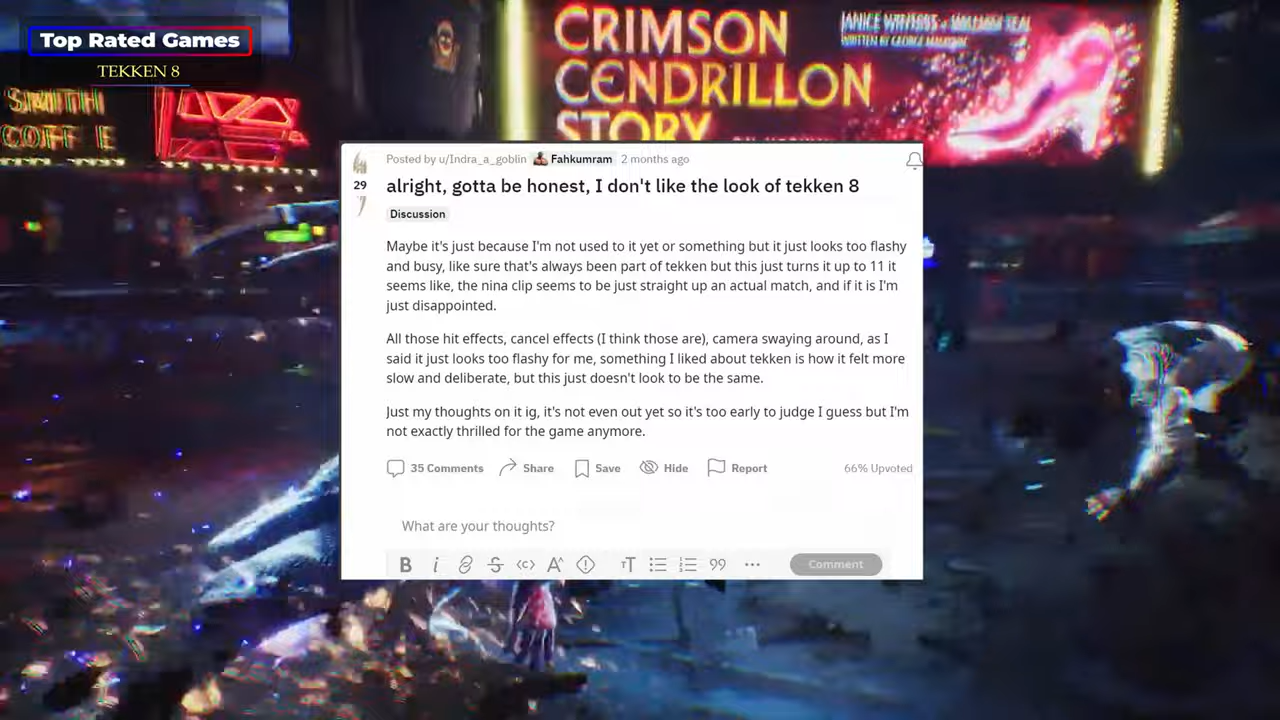 Top Rated Games
TEKKEN 8
SMITH
COFF E
CRIMSON
CENDRILLON
STORY
WRITTEN BY GEORGE
Posted by u/Indra_a_goblin Fahkumram 2 months ago
29
alright, gotta be honest, I don't like the look of tekken 8
Discussion
Maybe it's just because I'm not used to it yet or something but it just looks too flashy
and busy, like sure that's always been part of tekken but this just turns it up to 11 it
seems like, the nina clip seems to be just straight up an actual match, and if it is I'm
just disappointed.
All those hit effects, cancel effects (I think those are), camera swaying around, as I
said it just looks too flashy for me, something I liked about tekken is how it felt more
slow and deliberate, but this just doesn't look to be the same.
Just my thoughts on it ig, it's not even out yet so it's too early to judge I guess but I'm
not exactly thrilled for the game anymore.
35 Comments Share Save Hide Report 66% Upvoted
What are your thoughts?
Comment